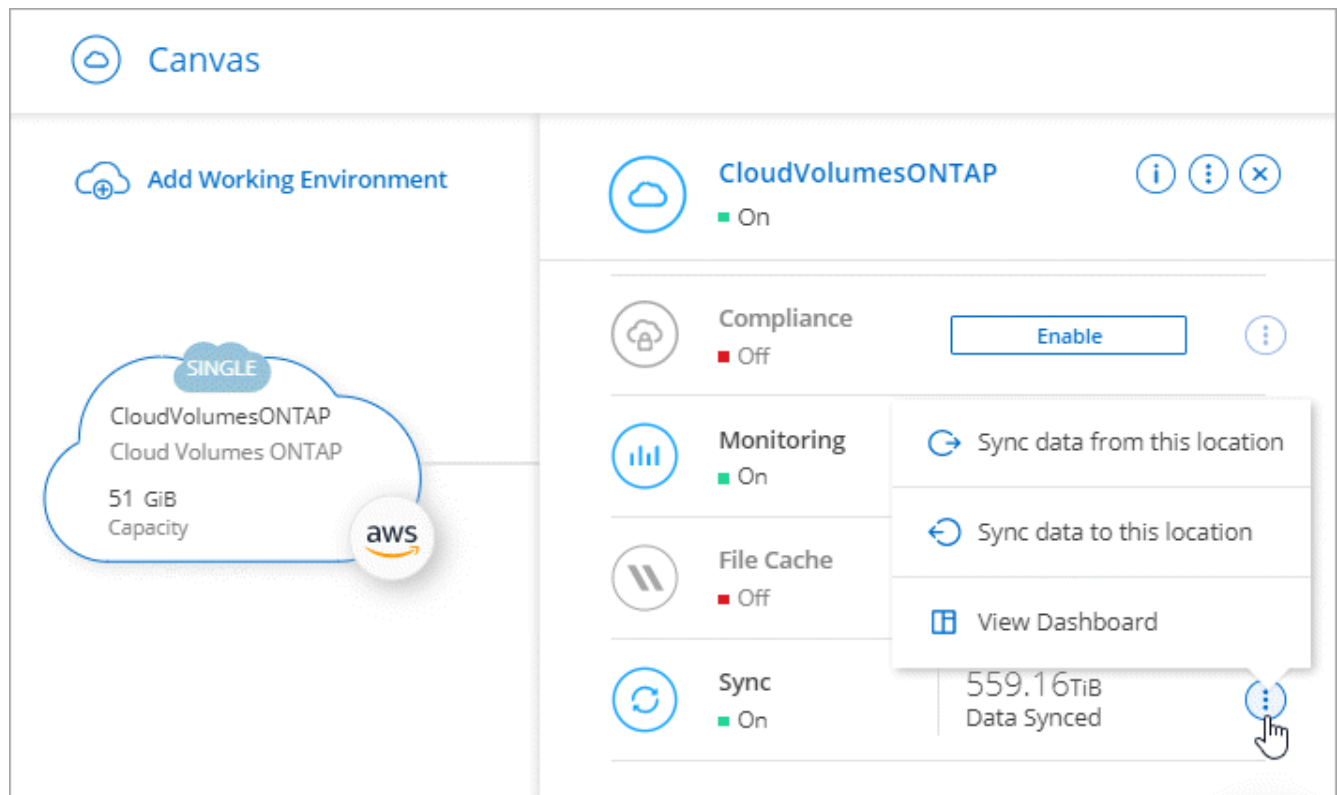 Canvas
Add Working Environment
SINGLE
CloudVolumesONTAP
Cloud Volumes ONTAP
51 GiB
Capacity
aws
CloudVolumesONTAP
On
Compliance
Off
Enable
Monitoring
On
File Cache
Off
Sync data from this location
Sync data to this location
View Dashboard
Sync
On
559.16TiB
Data Synced